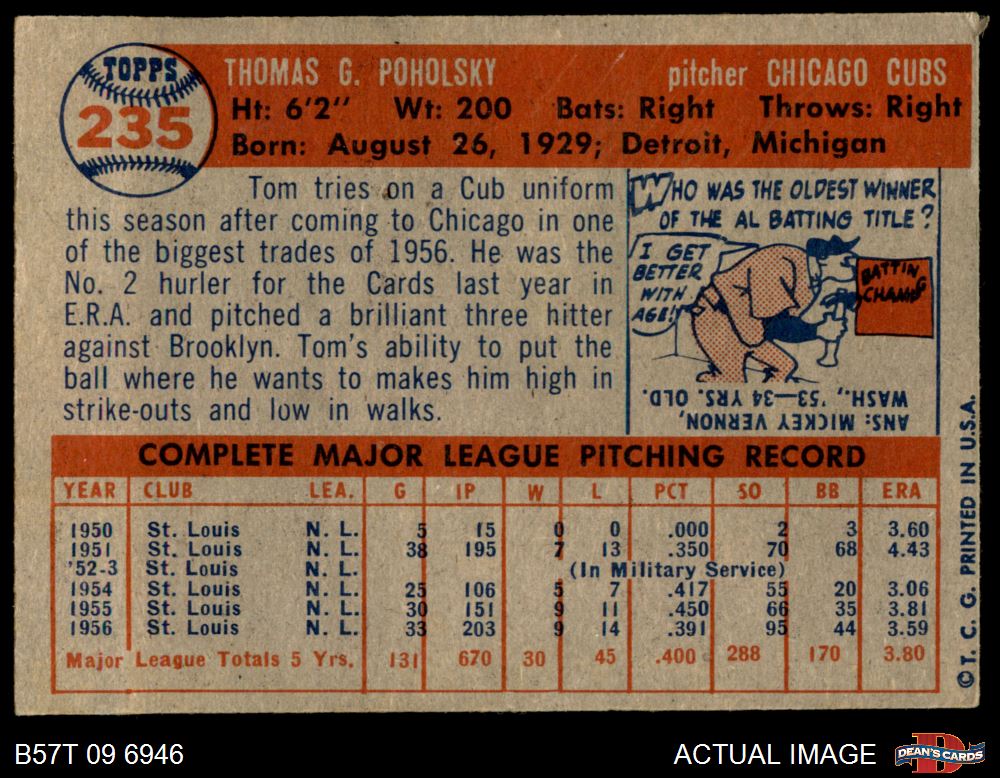 TOPPS
235
THOMAS G. POHOLSKY pitcher CHICAGO CUBS
Ht: 6'2" Wt: 200 Bats: Right Throws: Right
Born: August 26, 1929; Detroit, Michigan
Tom tries on a Cub uniform
this season after coming to Chicago in one
of the biggest trades of 1956. He was the
No. 2 hurler for the Cards last year in
E.R.A. and pitched a brilliant three hitter
against Brooklyn. Tom's ability to put the
ball where he wants to makes him high in
strike-outs and low in walks.
WHO WAS THE OLDEST WINNER
OF THE AL BATTING TITLE?
I GET
BETTER
WITH
AGE!!
BATTING
CHAMP
ANS: MICKEY VERNON,
WASH., '53—34 YRS. OLD.
COMPLETE MAJOR LEAGUE PITCHING RECORD
YEAR CLUB LEA. G IP W L PCT SO BB ERA
1950 St. Louis N. L. 5 15 0 0 .000 2 3 3.60
1951 St. Louis N. L. 38 195 7 13 .350 70 68 4.43
'52-3 St. Louis N. L. (In Military Service)
1954 St. Louis N. L. 25 106 5 7 .417 55 20 3.06
1955 St. Louis N. L. 30 151 9 11 .450 66 35 3.81
1956 St. Louis N. L. 33 203 9 14 .391 95 44 3.59
Major League Totals 5 Yrs. 131 670 30 45 .400 288 170 3.80
©T. C. G. PRINTED IN U.S.A.
B57T 09 6946
ACTUAL IMAGE
DEAN'S CARDS